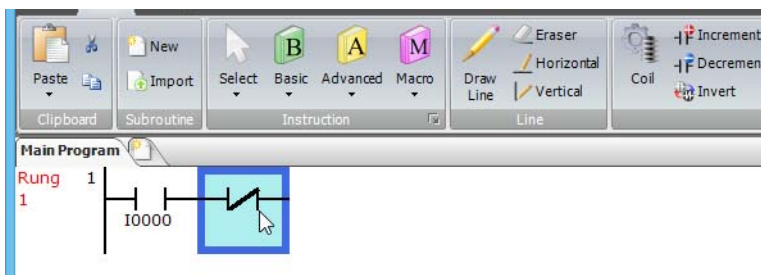 New
Eraser
Increment
Import
Horizontal
Decremen
Paste
Select
Basic
Advanced
Macro
Draw
Line
Vertical
Coil
Invert
B
A
M
Clipboard
Subroutine
Instruction
Line
Main Program
Rung 1
1
I0000